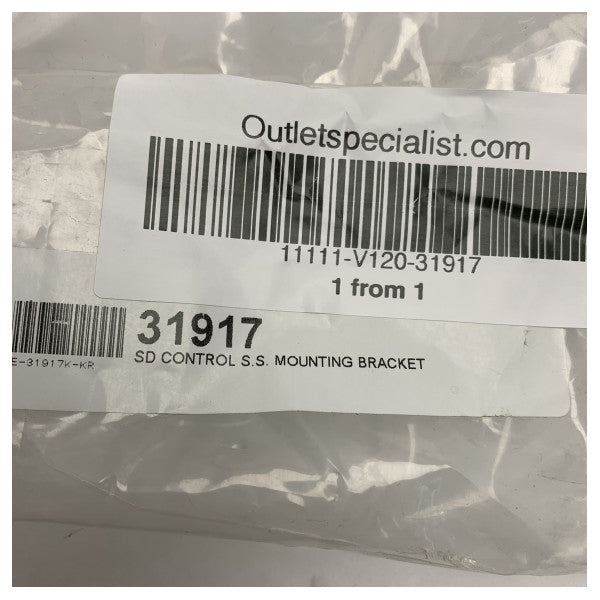 Outletspecialist.com
11111-V120-31917
1 from 1
31917
SD CONTROL S.S. MOUNTING BRACKET
E-31917K-KR